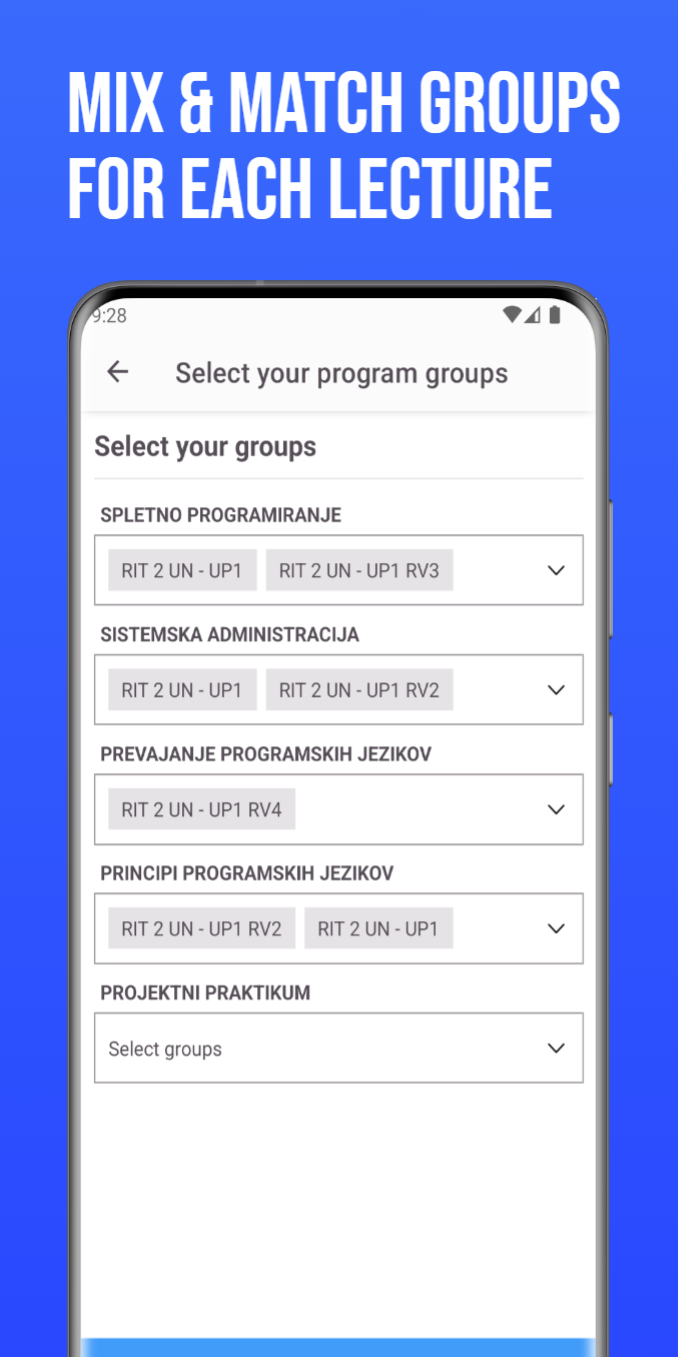 MIX & MATCH GROUPS
FOR EACH LECTURE
9:28
Select your program groups
Select your groups
SPLETNO PROGRAMIRANJE
RIT 2 UN - UP1 RIT 2 UN - UP1 RV3
SISTEMSKA ADMINISTRACIJA
RIT 2 UN - UP1 RIT 2 UN - UP1 RV2
PREVAJANJE PROGRAMSKIH JEZIKOV
RIT 2 UN - UP1 RV4
PRINCIPI PROGRAMSKIH JEZIKOV
RIT 2 UN - UP1 RV2 RIT 2 UN - UP1
PROJEKTNI PRAKTIKUM
Select groups